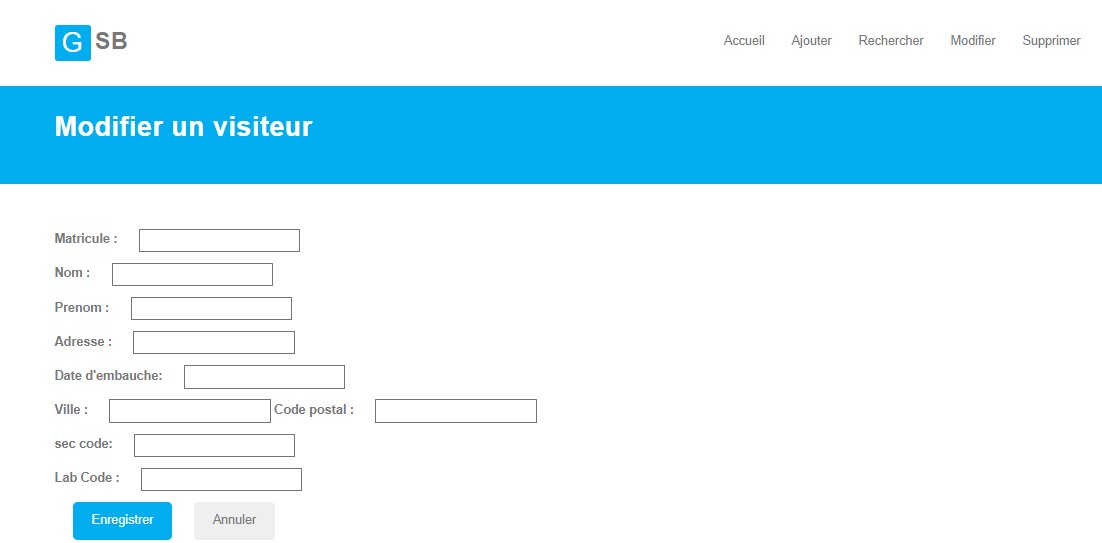 G SB
Accueil Ajouter Rechercher Modifier Supprimer
Modifier un visiteur
Matricule :
Nom :
Prenom :
Adresse :
Date d'embauche:
Ville : Code postal :
sec code:
Lab Code :
Enregistrer Annuler